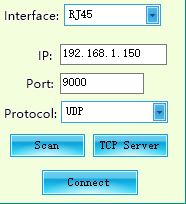 Interface: RJ45
IP: 192.168.1.150
Port: 9000
Protocol: UDP
Scan TCP Server
Connect